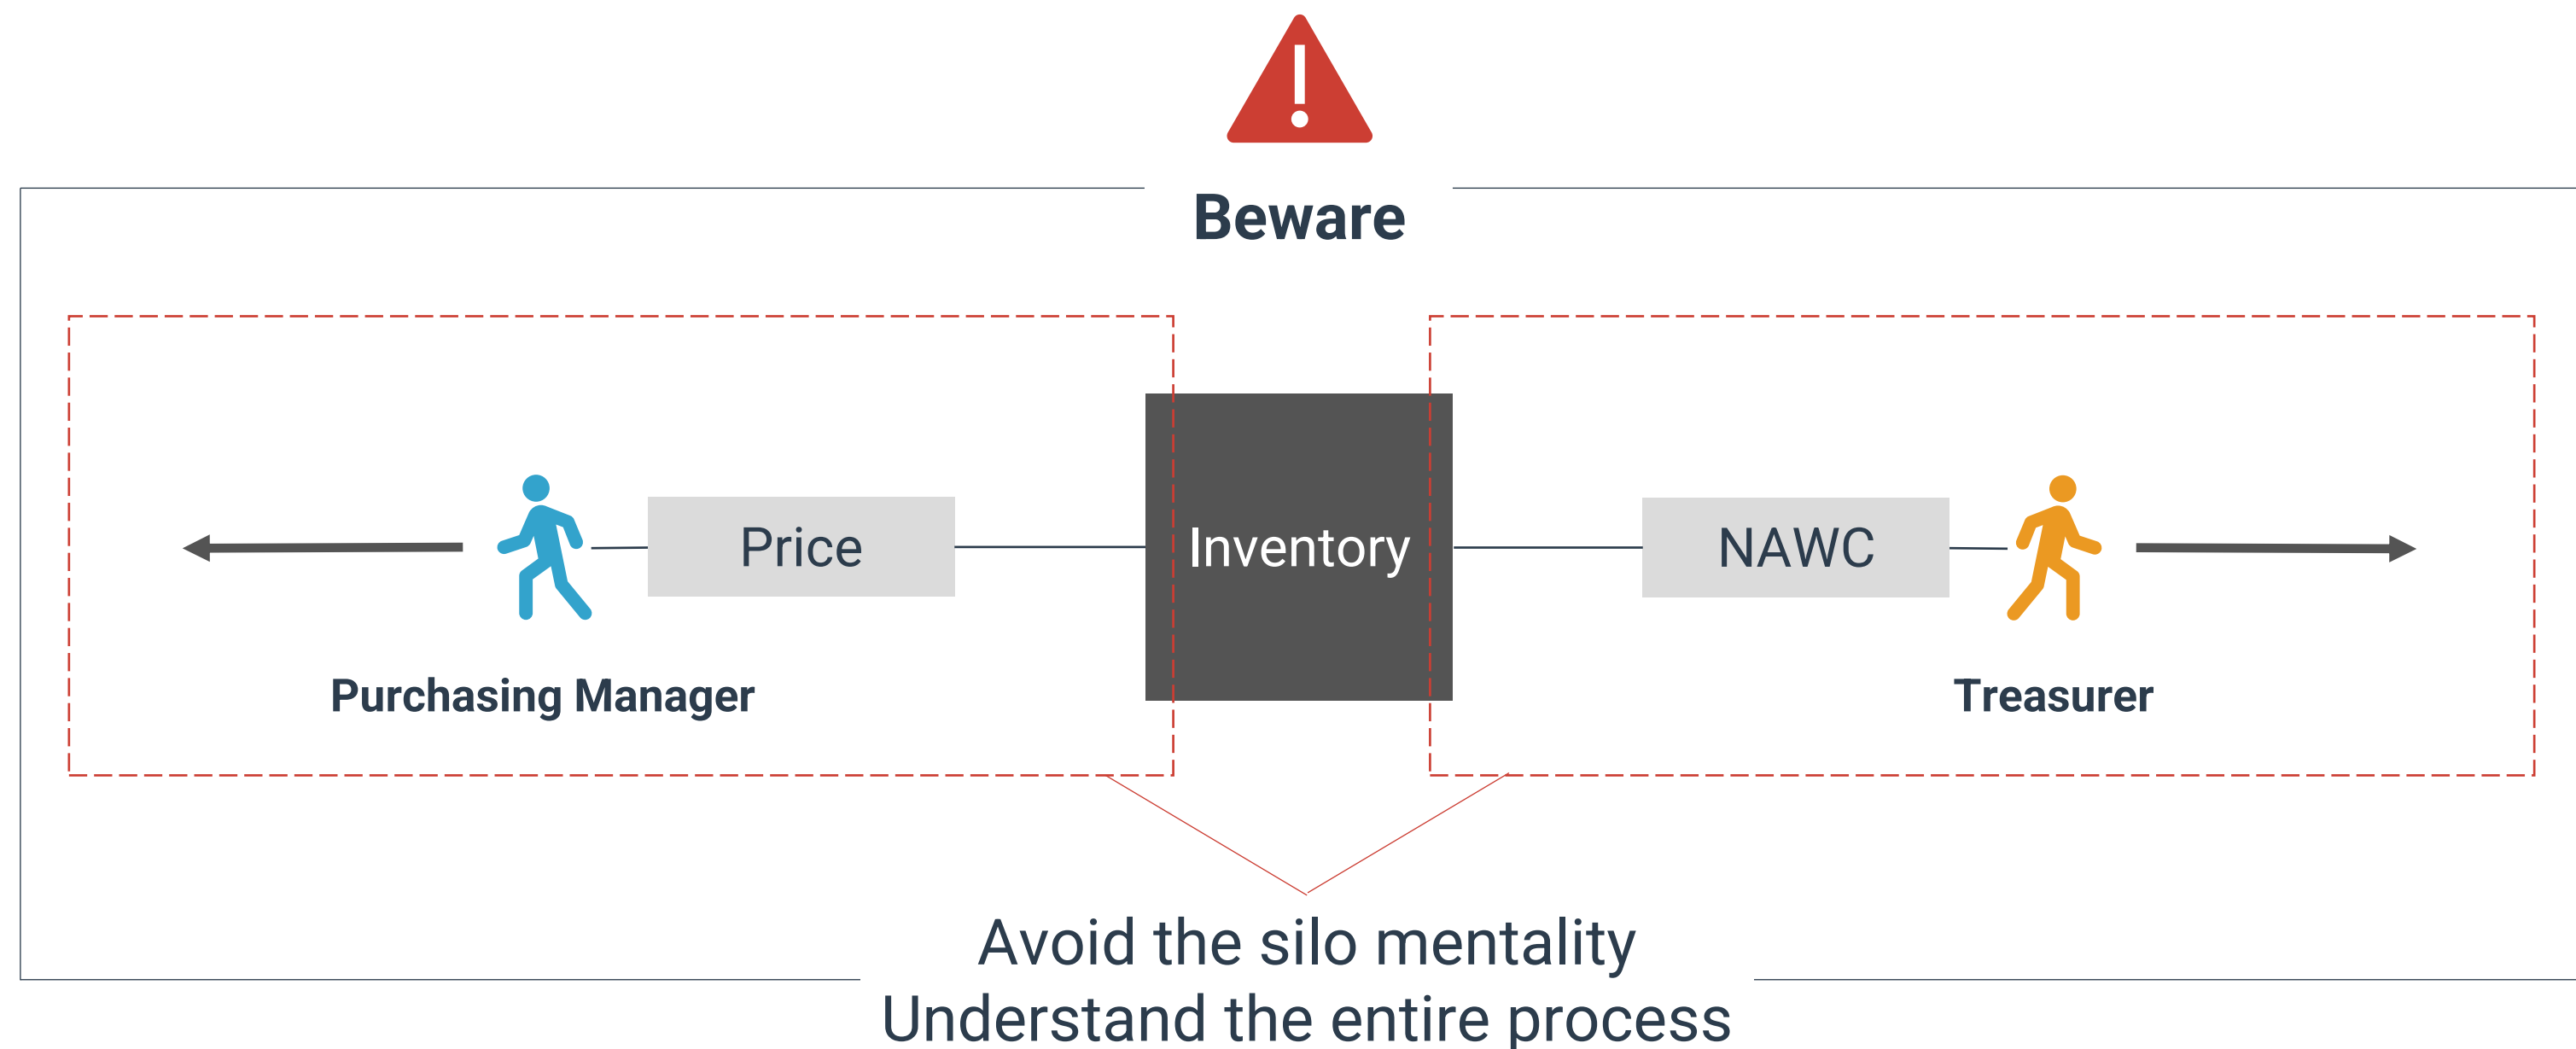 Beware
Price
Inventory
NAWC
Purchasing Manager
Treasurer
Avoid the silo mentality
Understand the entire process